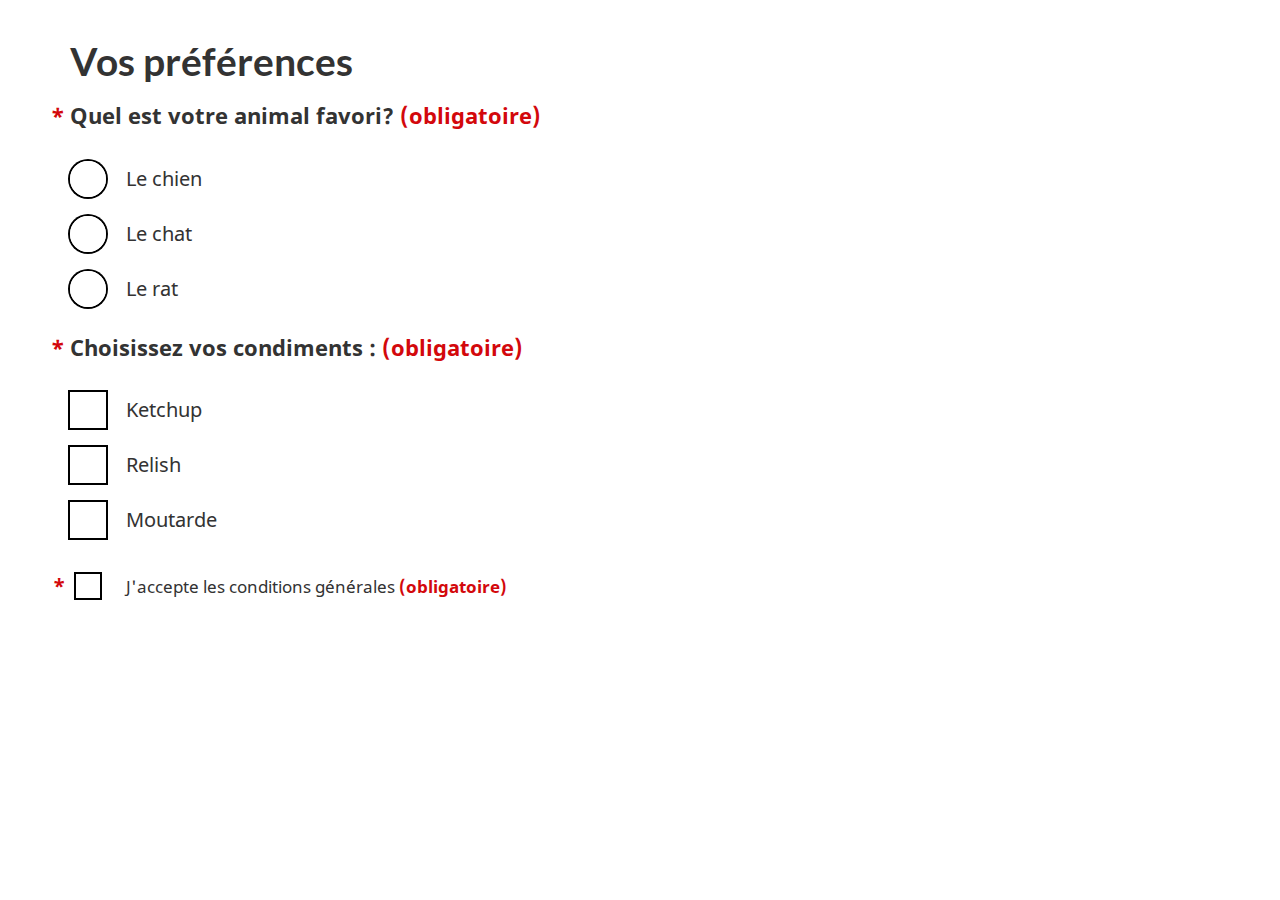 Vos préférences
* Quel est votre animal favori? (obligatoire)
Le chien
Le chat
Le rat
* Choisissez vos condiments : (obligatoire)
Ketchup
Relish
Moutarde
* J'accepte les conditions générales (obligatoire)